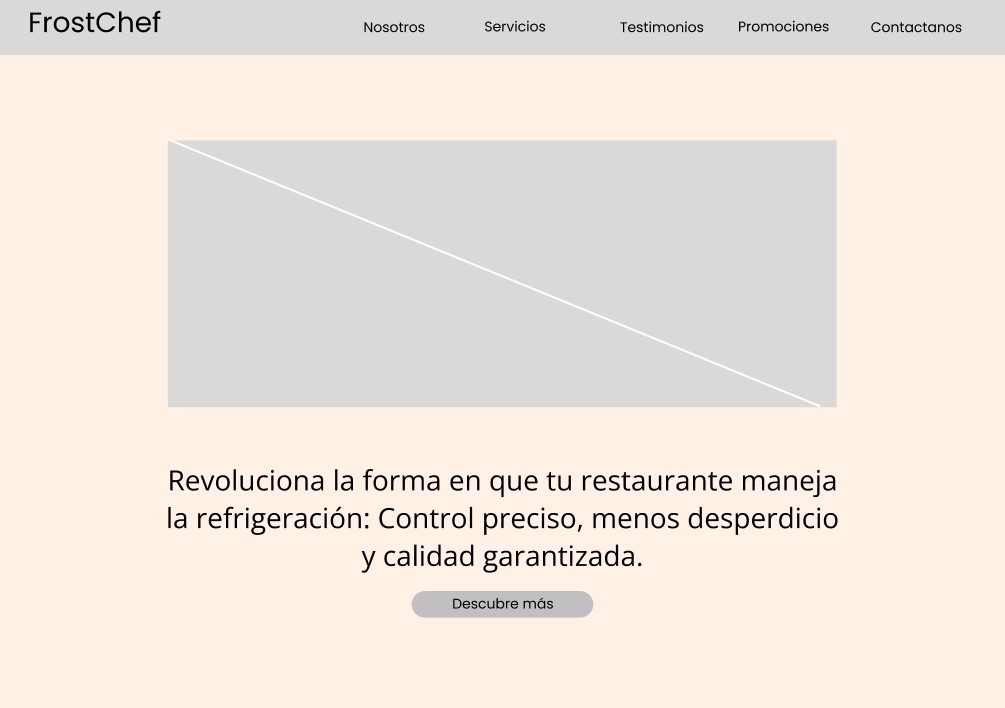 FrostChef
Nosotros
Servicios
Testimonios
Promociones
Contactanos
Revoluciona la forma en que tu restaurante maneja
la refrigeración: Control preciso, menos desperdicio
y calidad garantizada.
Descubre más